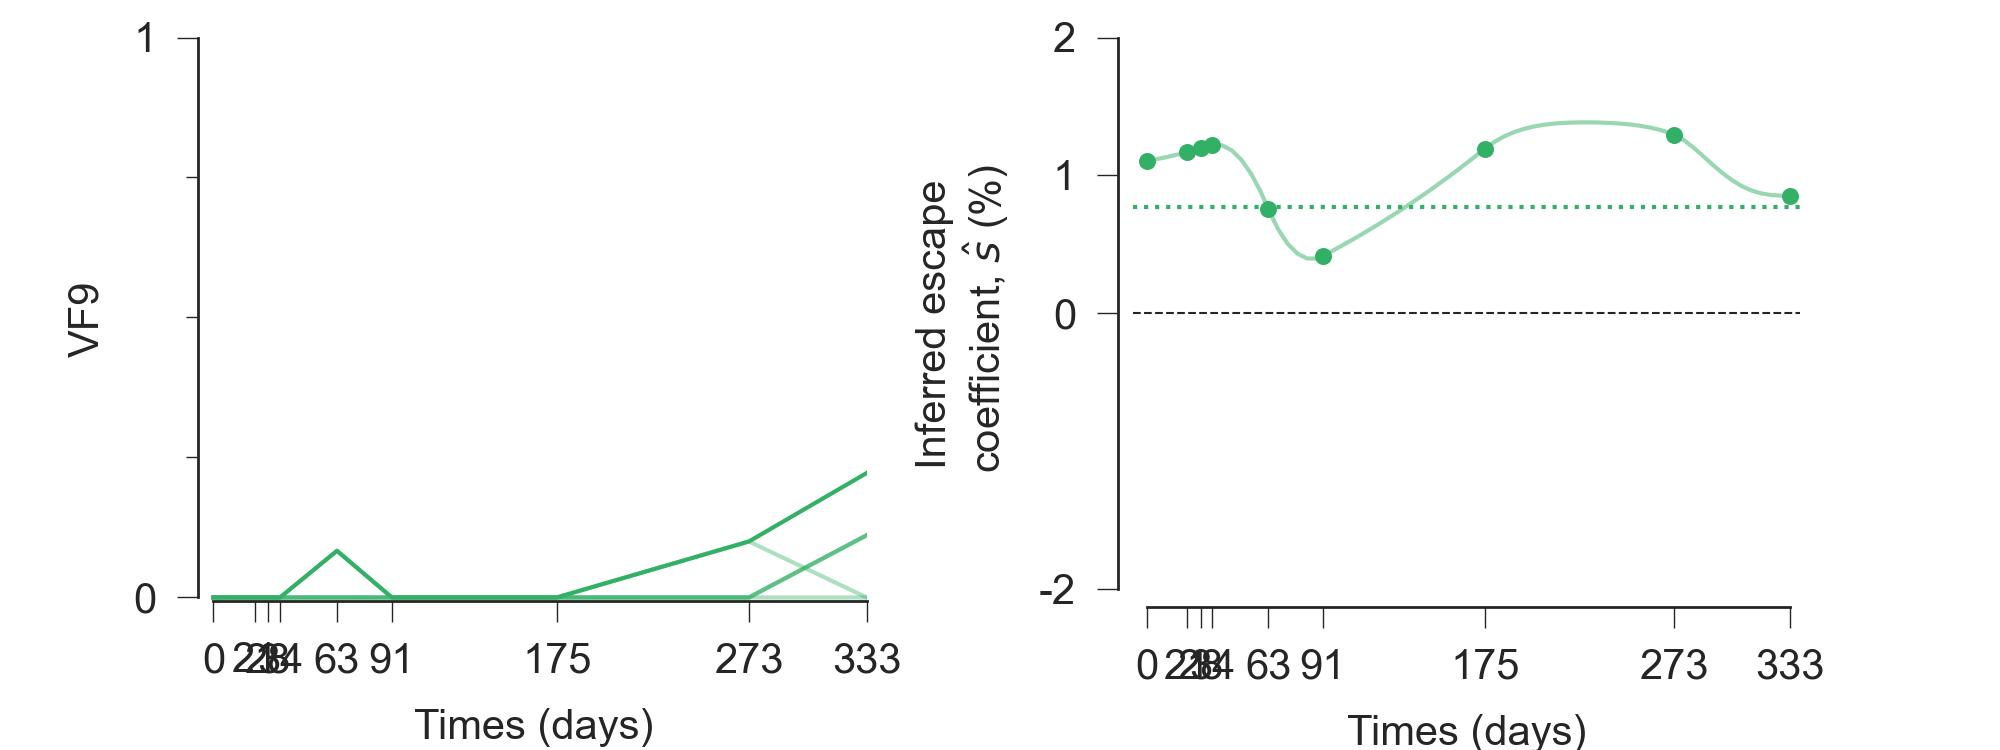 1
VF9
0
0 63 91 175 273 333
Times (days)
2
1
0
-2
Inferred escape
coefficient, ŝ (%)
0 63 91 175 273 333
Times (days)